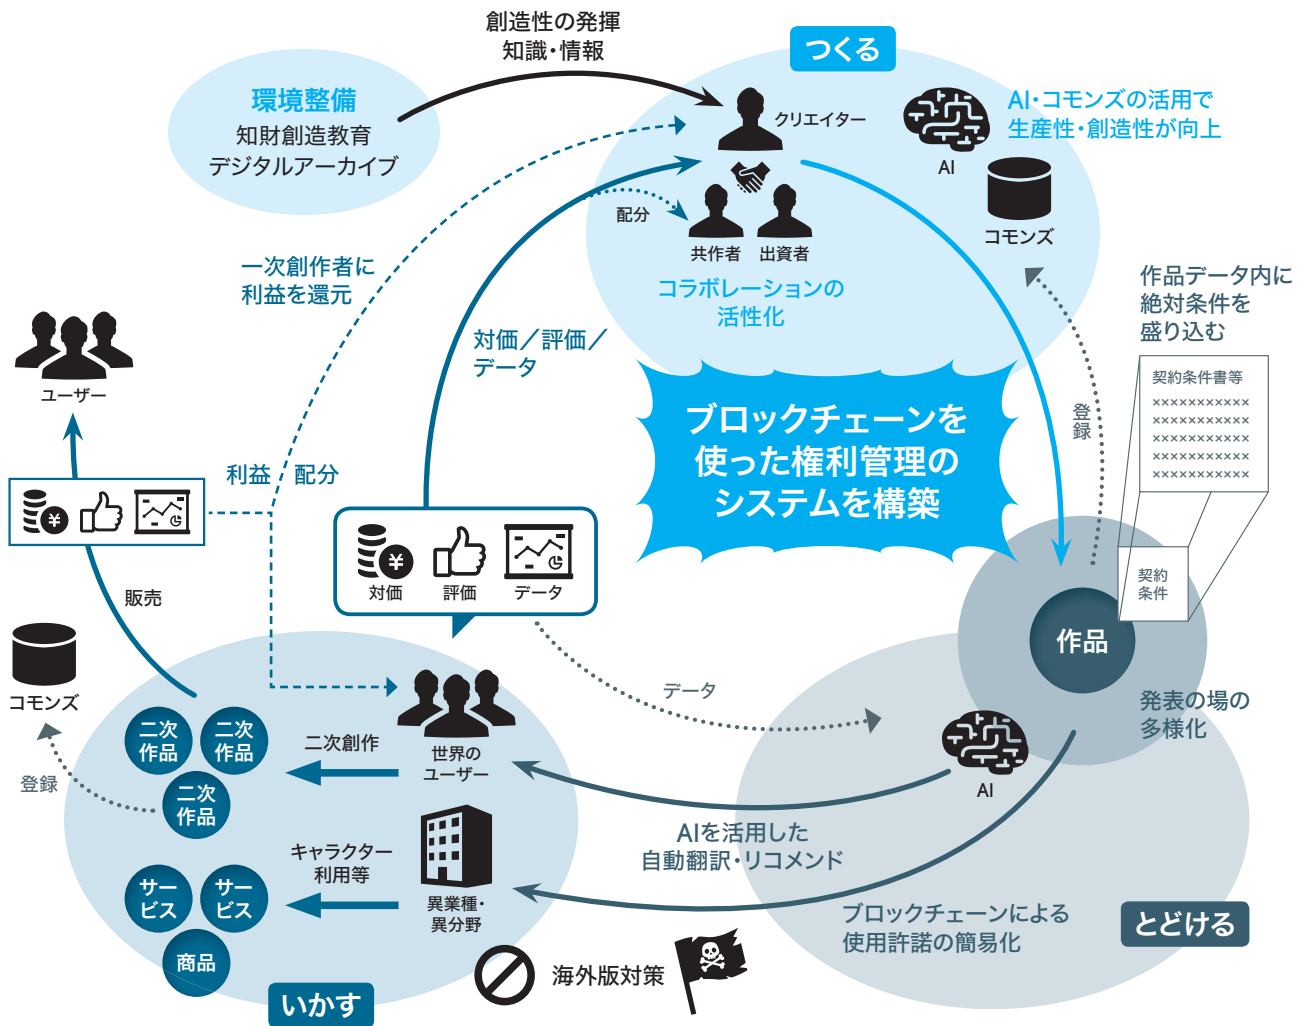 創造性の発揮
知識・情報
つくる
環境整備
知財創造教育
デジタルアーカイブ
クリエイター
AI
AI・コモンズの活用で
生産性・創造性が向上
コモンズ
配分
共作者
出資者
コラボレーションの
活性化
一次創作者に
利益を還元
対価／評価／
データ
作品データ内に
絶対条件を
盛り込む
契約条件書等
×××××××××××
×××××××××××
×××××××××××
×××××××××××
×××××××××××
登録
ユーザー
ブロックチェーンを
使った権利管理の
システムを構築
利益
配分
¥
¥
対価
評価
データ
契約
条件
作品
販売
コモンズ
登録
データ
発表の場の
多様化
AI
二次
作品
二次
作品
二次
作品
二次創作
世界の
ユーザー
AIを活用した
自動翻訳・リコメンド
キャラクター
利用等
サー
ビス
サー
ビス
商品
異業種・
異分野
ブロックチェーンによる
使用許諾の簡易化
とどける
海外版対策
いかす